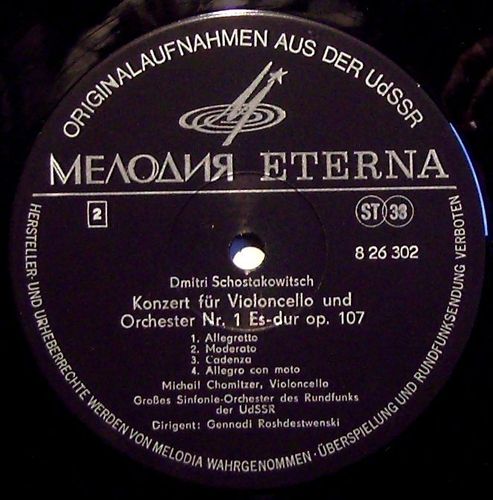 ORIGINALAUFNAHMEN AUS DER UdSSR
МЕЛОДИЯ ETERNA
2
ST 33
8 26 302
Dmitri Schostakowitsch
Konzert für Violoncello und
Orchester Nr. 1 Es-dur op. 107
1. Allegretto
2. Moderato
3. Cadenza
4. Allegro con moto
Michail Chomitzer, Violoncello
Großes Sinfonie-Orchester des Rundfunks
der UdSSR
Dirigent: Gennadi Roshdestwenski
HERSTELLER- UND URHEBERRECHTE WERDEN VON MELODIA WAHRGENOMMEN · ÜBERSPIELUNG UND RUNDFUNKSENDUNG VERBOTEN